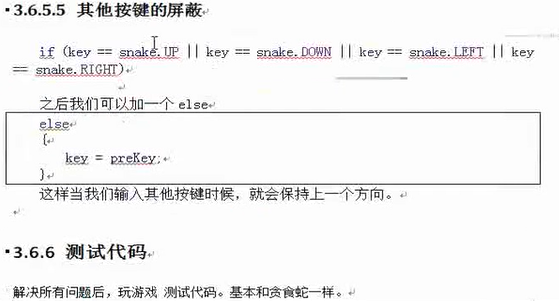 ▪3.6.5.5 其他按键的屏蔽
if (key == snake.UP || key == snake.DOWN || key == snake.LEFT || key
== snake.RIGHT)
之后我们可以加一个 else
else
{
key = preKey;
}
这样当我们输入其他按键时候，就会保持上一个方向。
▪3.6.6 测试代码
解决所有问题后，玩游戏 测试代码。基本和贪食蛇一样。